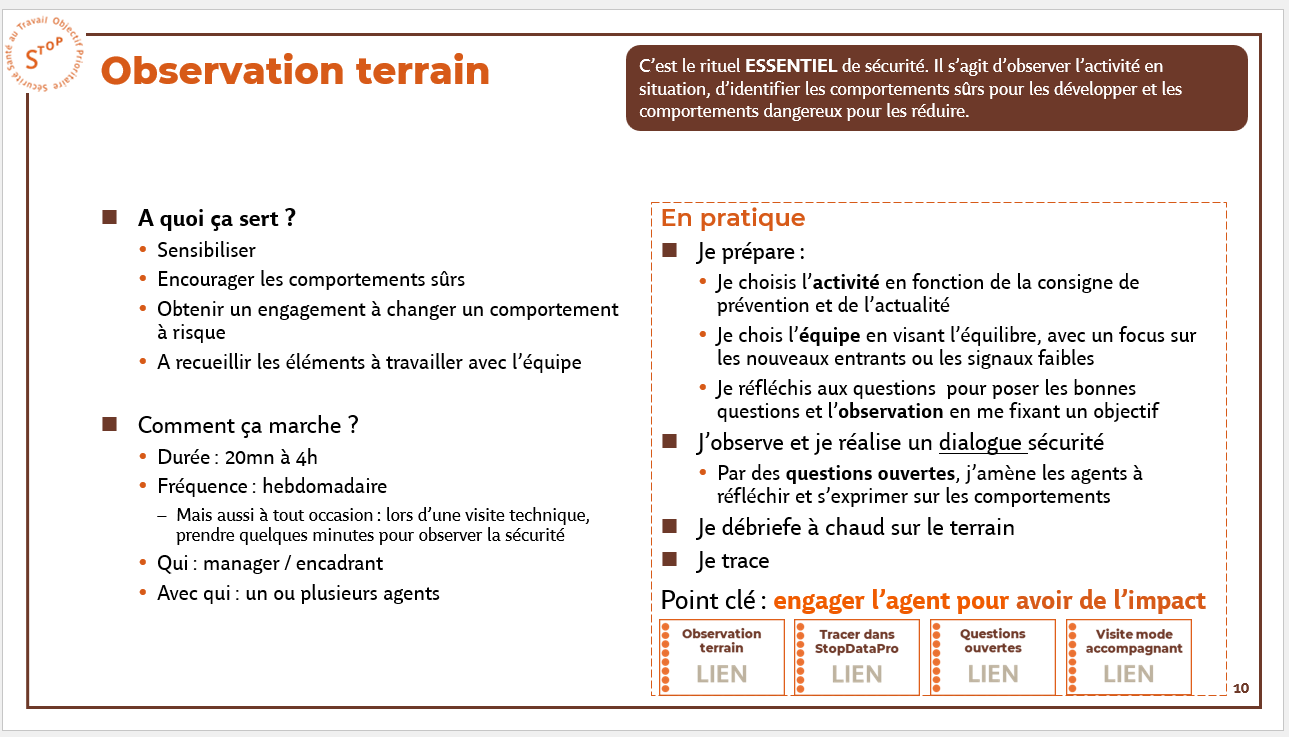 Santé au Travail Objectif Prioritaire Sécurité
STOP
Observation terrain
C’est le rituel ESSENTIEL de sécurité. Il s’agit d’observer l’activité en
situation, d’identifier les comportements sûrs pour les développer et les
comportements dangereux pour les réduire.
A quoi ça sert ?
Sensibiliser
Encourager les comportements sûrs
Obtenir un engagement à changer un comportement
à risque
A recueillir les éléments à travailler avec l’équipe
Comment ça marche ?
Durée : 20mn à 4h
Fréquence : hebdomadaire
– Mais aussi à tout occasion : lors d’une visite technique,
prendre quelques minutes pour observer la sécurité
Qui : manager / encadrant
Avec qui : un ou plusieurs agents
En pratique
Je prépare :
Je choisis l’activité en fonction de la consigne de
prévention et de l’actualité
Je chois l’équipe en visant l’équilibre, avec un focus sur
les nouveaux entrants ou les signaux faibles
Je réfléchis aux questions pour poser les bonnes
questions et l’observation en me fixant un objectif
J’observe et je réalise un dialogue sécurité
Par des questions ouvertes, j’amène les agents à
réfléchir et s’exprimer sur les comportements
Je débriefe à chaud sur le terrain
Je trace
Point clé : engager l’agent pour avoir de l’impact
Observation
terrain
LIEN
Tracer dans
StopDataPro
LIEN
Questions
ouvertes
LIEN
Visite mode
accompagnant
LIEN
10